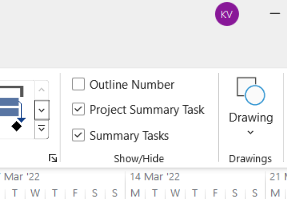 KV
Outline Number
Project Summary Task
Summary Tasks
Drawing
Show/Hide
Drawings
Mar '22
14 Mar '22
21 M
T W T F S S M T W T F S S M